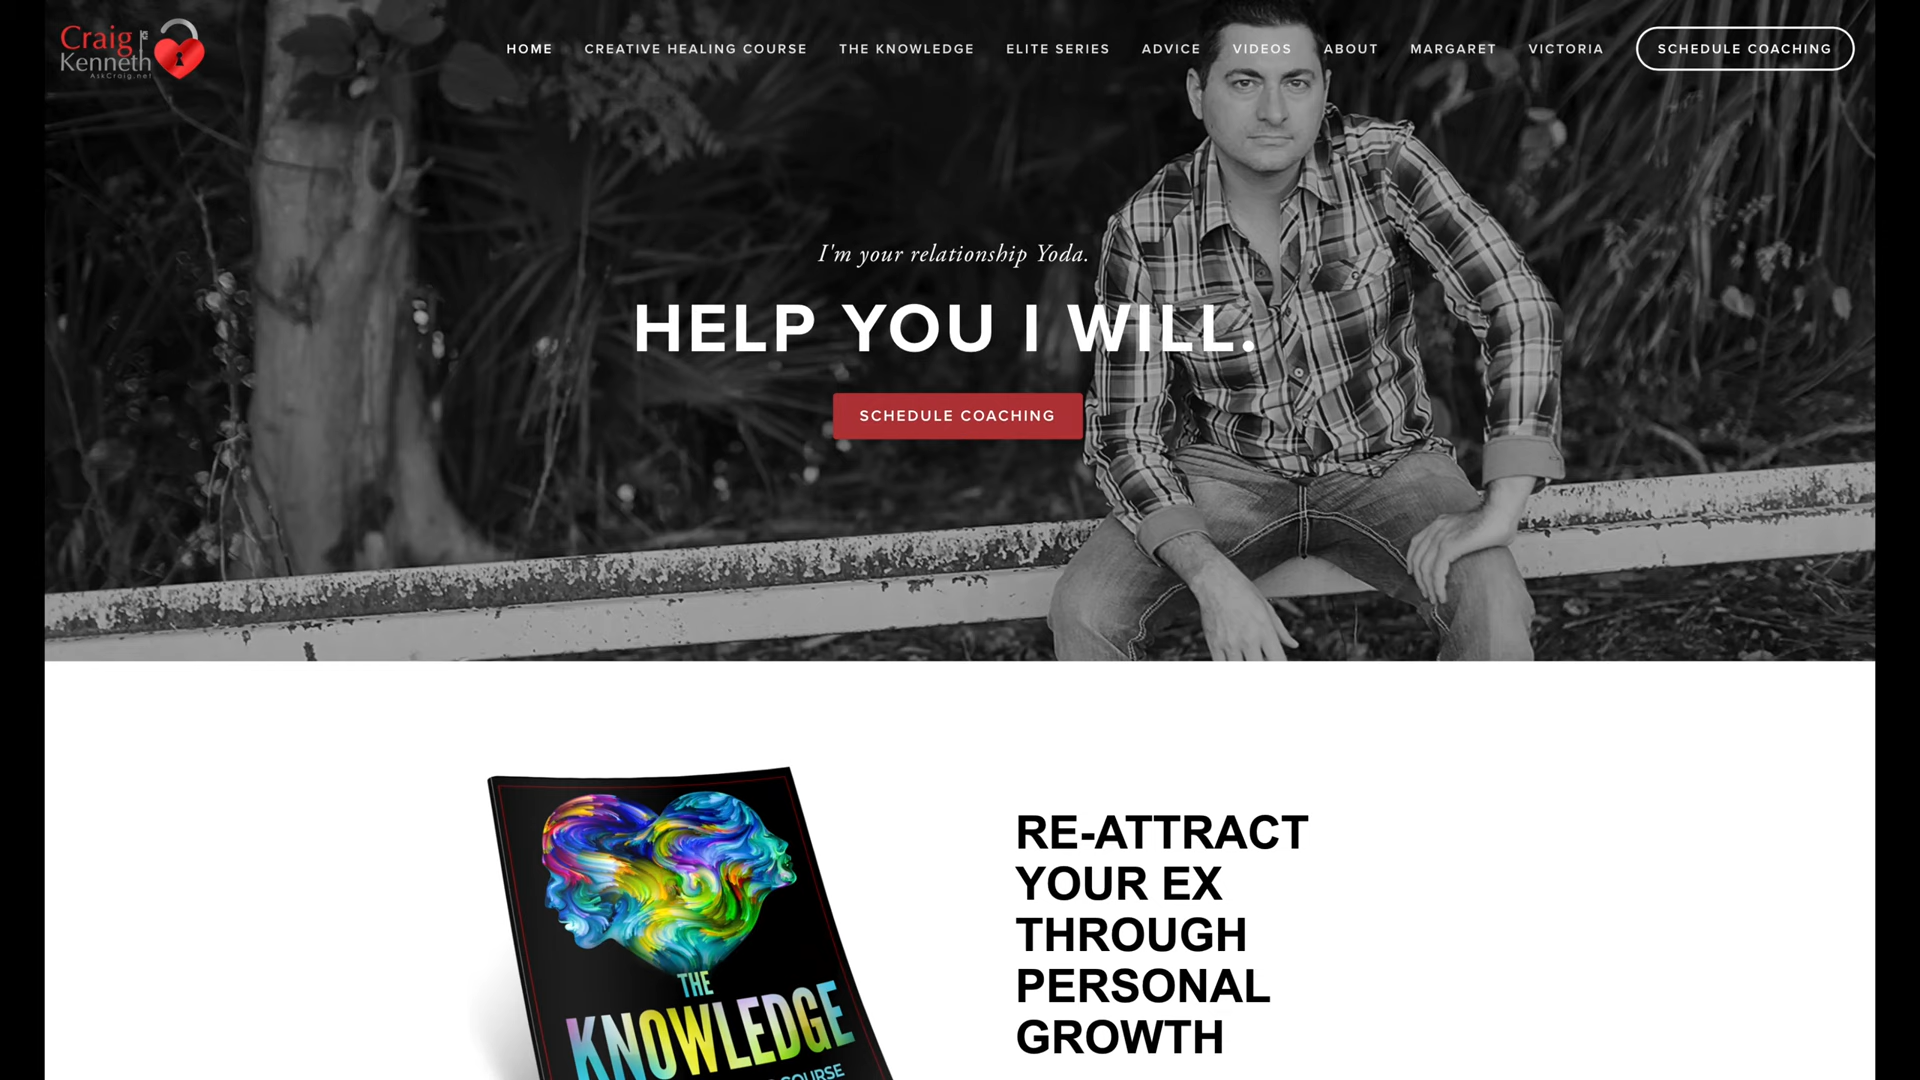 Craig
Kenneth
AskCraig.net
HOME
CREATIVE HEALING COURSE
THE KNOWLEDGE
ELITE SERIES
ADVICE
VIDEOS
ABOUT
MARGARET
VICTORIA
SCHEDULE COACHING
I'm your relationship Yoda.
HELP YOU I WILL.
SCHEDULE COACHING
RE-ATTRACT
YOUR EX
THROUGH
PERSONAL
GROWTH
THE
KNOWLEDGE
COURSE